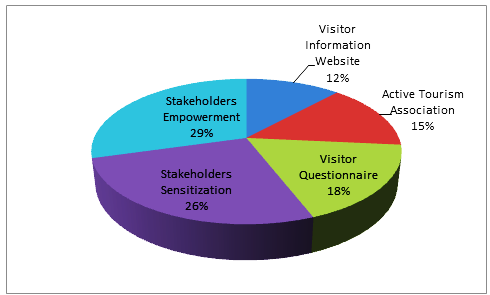 Visitor
Information
Website
12%
Active Tourism
Association
15%
Visitor
Questionnaire
18%
Stakeholders
Sensitization
26%
Stakeholders
Empowerment
29%